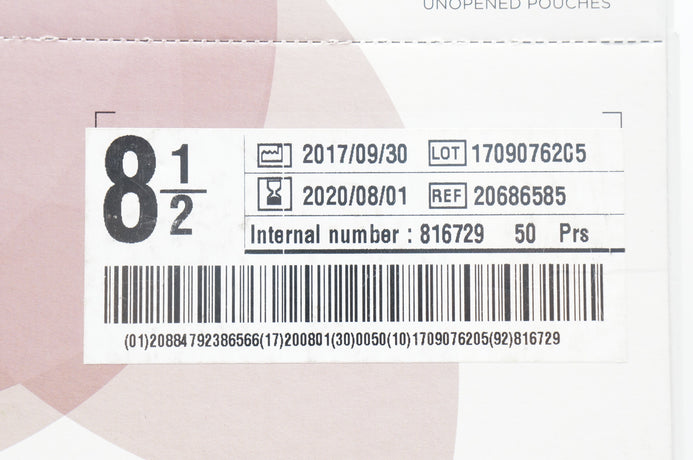 UNOPENED POUCHES
8 1/2
2017/09/30 LOT 1709076205
2020/08/01 REF 20686585
Internal number : 816729 50 Prs
(01)20884792386566(17)200801(30)0050(10)1709076205(92)816729